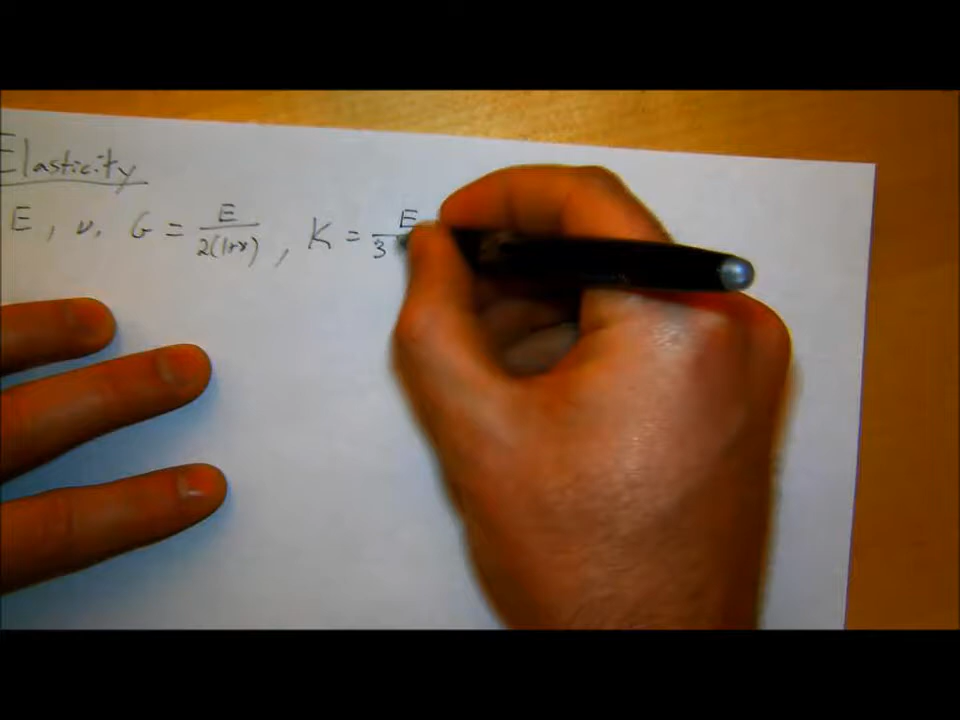 Elasticity
E, ν, G = E/2(1+ν), K = E/3